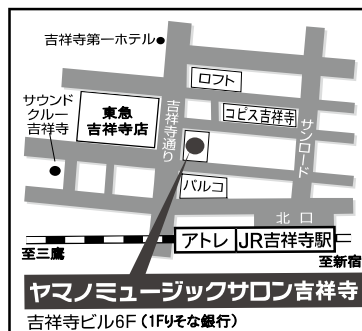 吉祥寺第一ホテル
ロフト
サウンド
クルー
吉祥寺
東急
吉祥寺店
吉祥寺通り
コピス吉祥寺
サンロード
パルコ
北口
アトレ
JR吉祥寺駅
至三鷹
至新宿
ヤマノミュージックサロン吉祥寺
吉祥寺ビル6F（1Fりそな銀行）